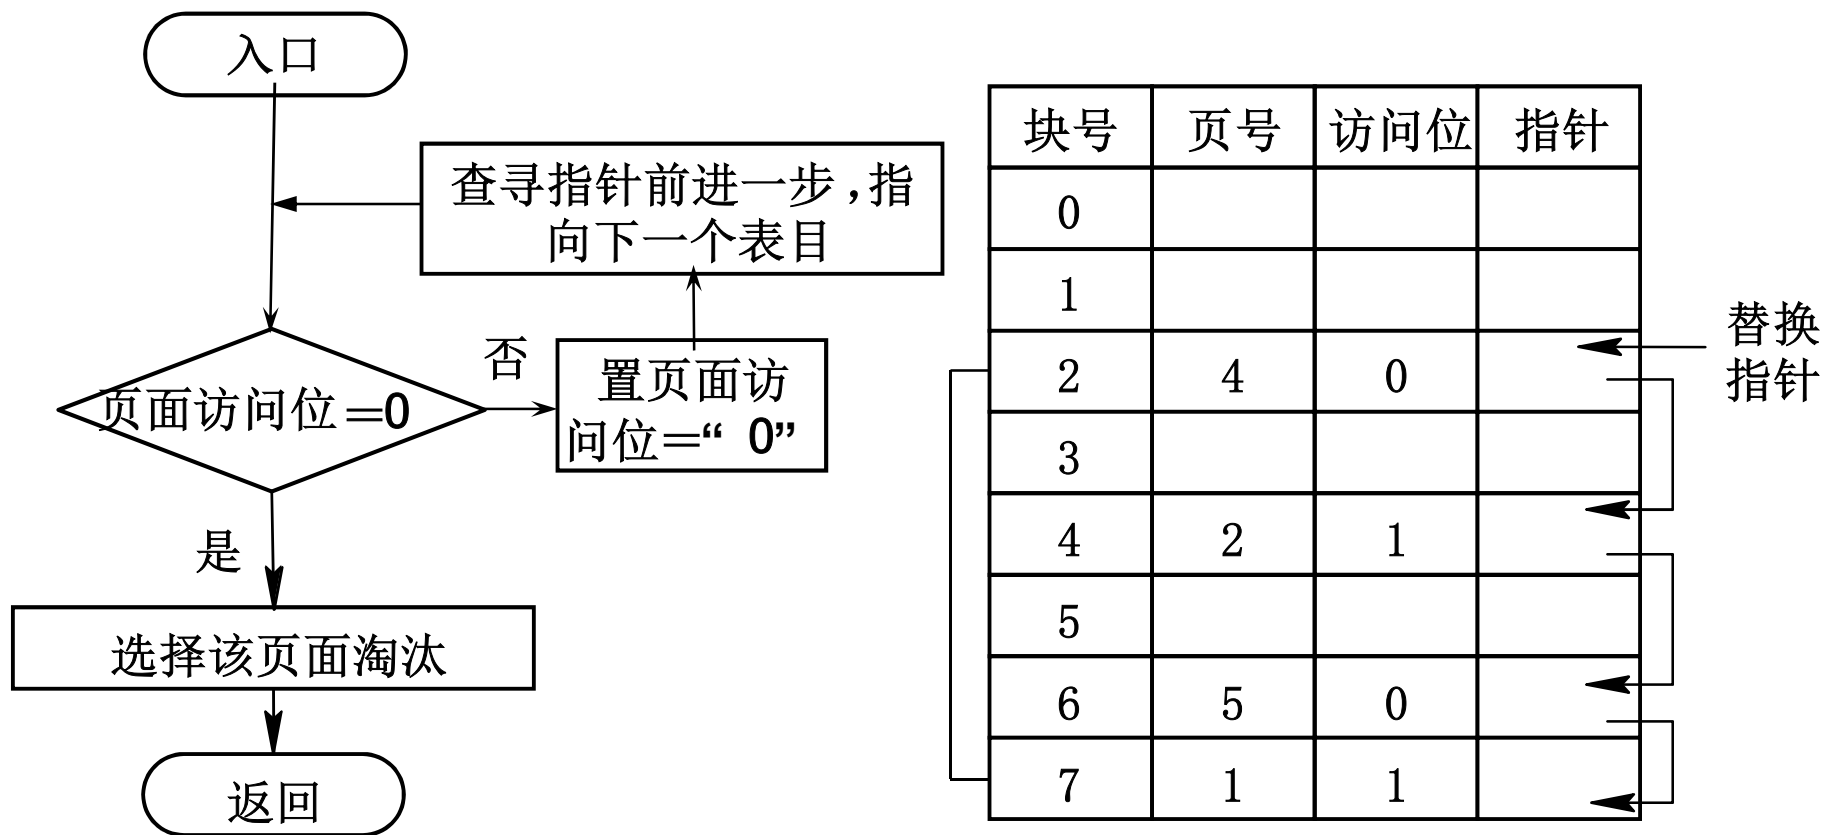 入口
查寻指针前进一步,指
向下一个表目
页面访问位=0
否
置页面访
问位=“ 0”
是
选择该页面淘汰
返回
块号 页号 访问位 指针
0
1
2 4 0
3
4 2 1
5
6 5 0
7 1 1
替换
指针